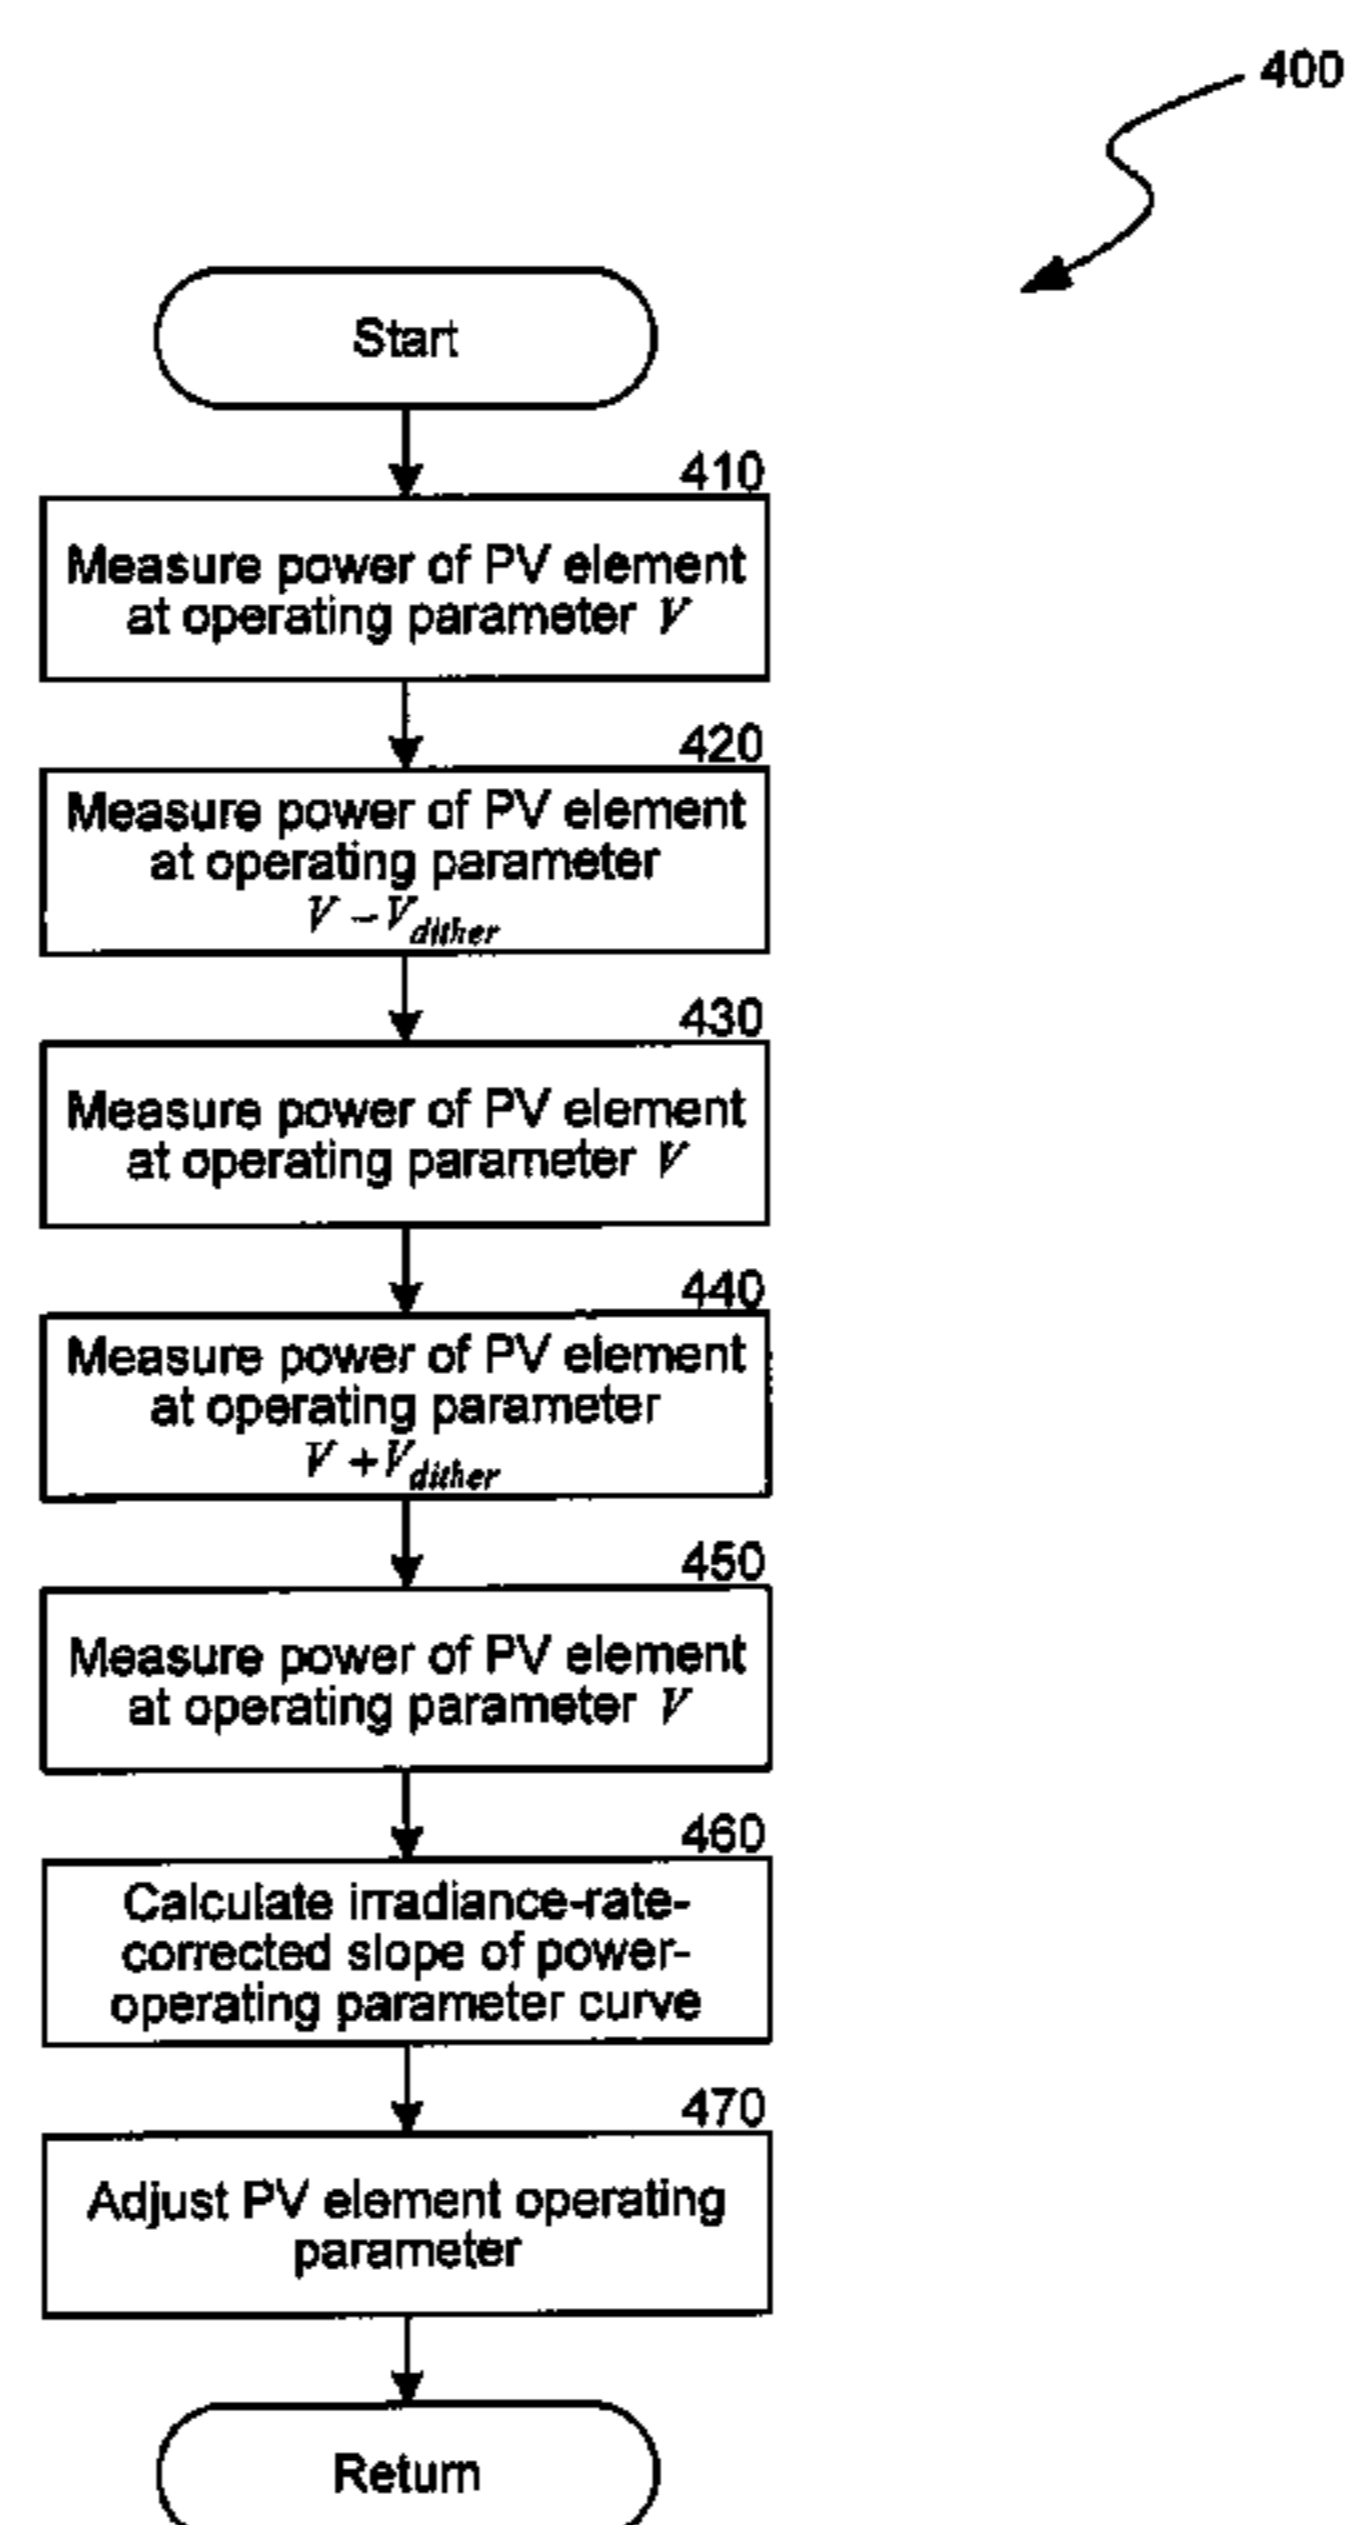 400
Start
410
Measure power of PV element
at operating parameter V
420
Measure power of PV element
at operating parameter
V – V_dither
430
Measure power of PV element
at operating parameter V
440
Measure power of PV element
at operating parameter
V + V_dither
450
Measure power of PV element
at operating parameter V
460
Calculate irradiance-rate-
corrected slope of power-
operating parameter curve
470
Adjust PV element operating
parameter
Return